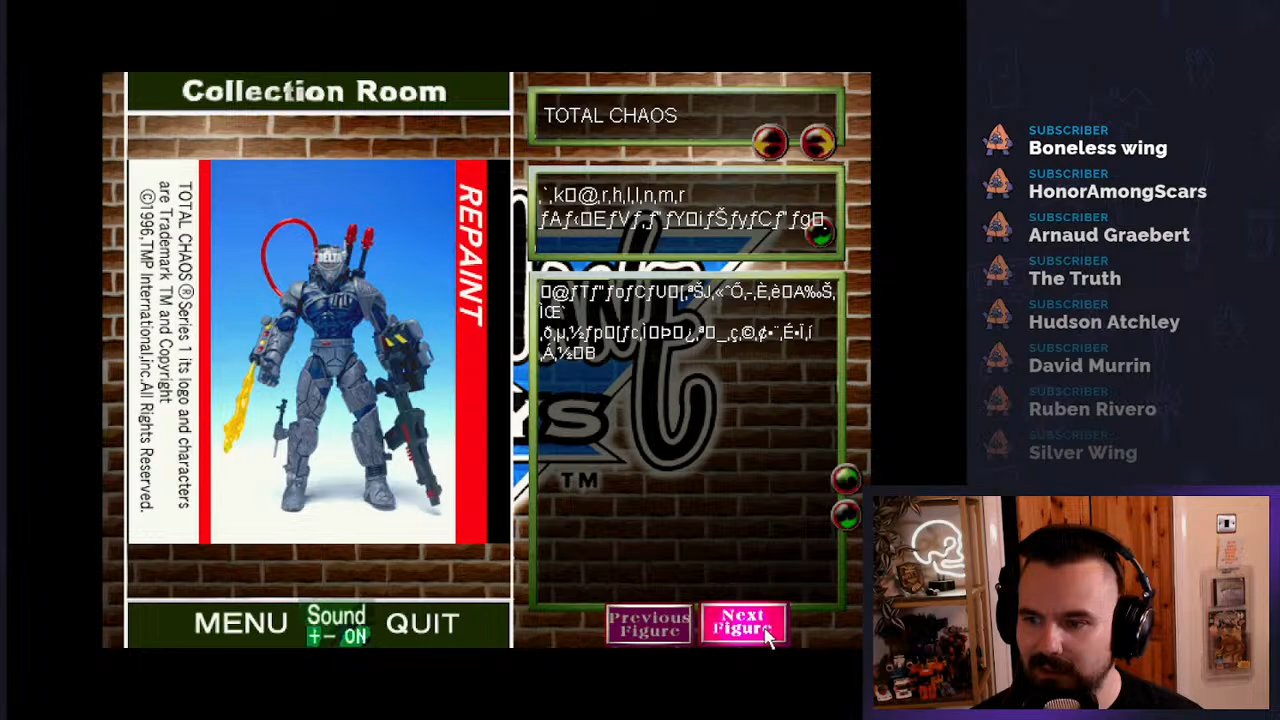 Collection Room
TOTAL CHAOS®Series 1 its logo and characters
are Trademark TM and Copyright
©1996,TMP International,inc.All Rights Reserved.
REPAINT
DELTA
MENU
Sound
+- ON
QUIT
TOTAL CHAOS
‚`‚k□@‚r‚h‚l‚l‚n‚m‚r
TM
Previous
Figure
Next
Figure
SUBSCRIBER
Boneless wing
SUBSCRIBER
HonorAmongScars
SUBSCRIBER
Arnaud Graebert
SUBSCRIBER
The Truth
SUBSCRIBER
Hudson Atchley
SUBSCRIBER
David Murrin
SUBSCRIBER
Ruben Rivero
SUBSCRIBER
Silver Wing